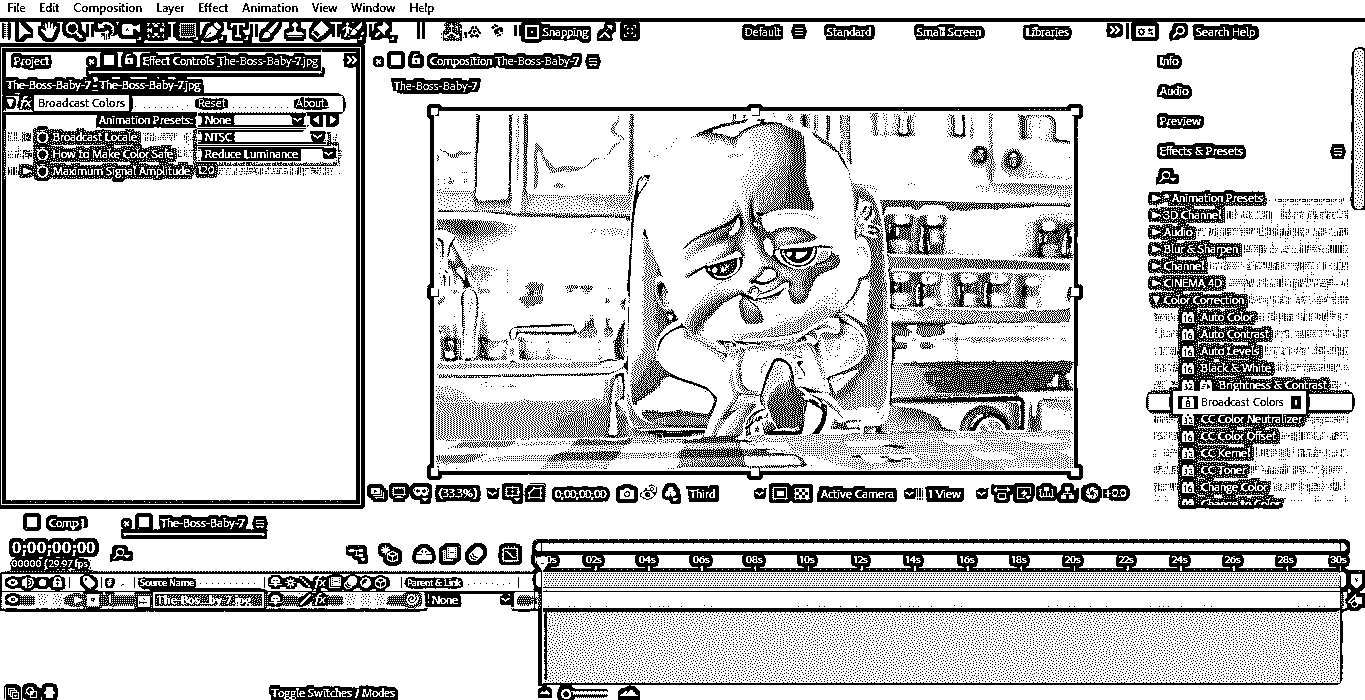 File Edit Composition Layer Effect Animation View Window Help
Snapping Default Standard Small Screen Libraries Search Help
Project Effect Controls The-Boss-Baby-7.jpg
The-Boss-Baby-7 - The-Boss-Baby-7.jpg
fx Broadcast Colors Reset About...
Animation Presets: None
Broadcast Locale NTSC
How to Make Color Safe Reduce Luminance
Maximum Signal Amplitude 120
Composition The-Boss-Baby-7
The-Boss-Baby-7
(33.3%) 0;00;00;00 Third Active Camera 1 View +0.0
Info
Audio
Preview
Effects & Presets
* Animation Presets
3D Channel
Audio
Blur & Sharpen
Channel
CINEMA 4D
Color Correction
Auto Color
Auto Contrast
Auto Levels
Black & White
Brightness & Contrast
Broadcast Colors
CC Color Neutralizer
CC Color Offset
CC Kernel
CC Toner
Change Color
Change to Color
Comp 1 The-Boss-Baby-7
0;00;00;00
00000 (29.97 fps)
# Source Name fx Parent & Link
The-Bos...by-7.jpg fx None
0s 02s 04s 06s 08s 10s 12s 14s 16s 18s 20s 22s 24s 26s 28s 30s
Toggle Switches / Modes